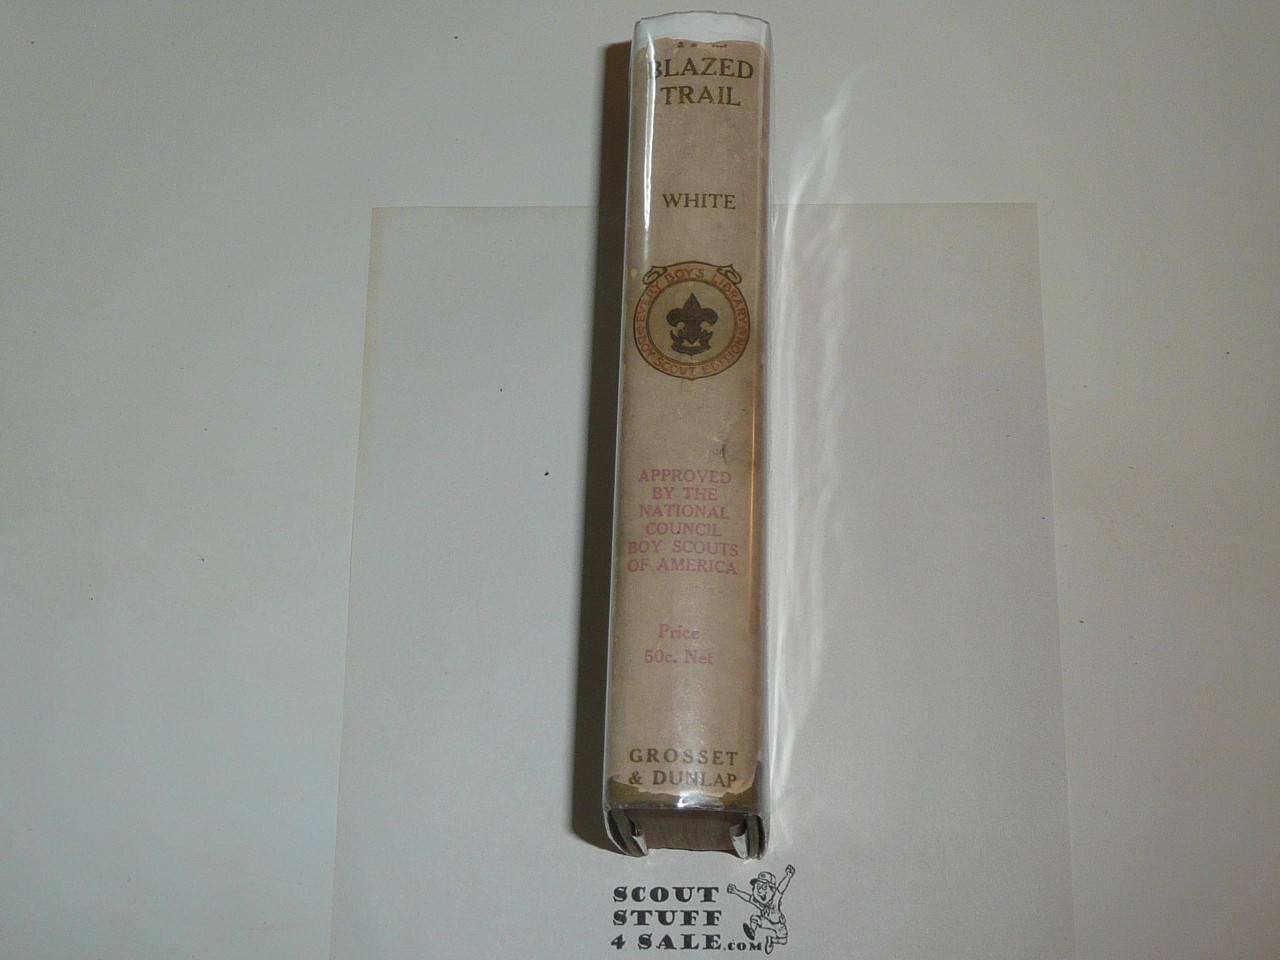 BLAZED
TRAIL
WHITE
EVERY BOY'S LIBRARY
BOY SCOUT EDITION
APPROVED
BY THE
NATIONAL
COUNCIL
BOY SCOUTS
OF AMERICA
Price
50c. Net
GROSSET
& DUNLAP
SCOUT
STUFF
4 SALE.COM